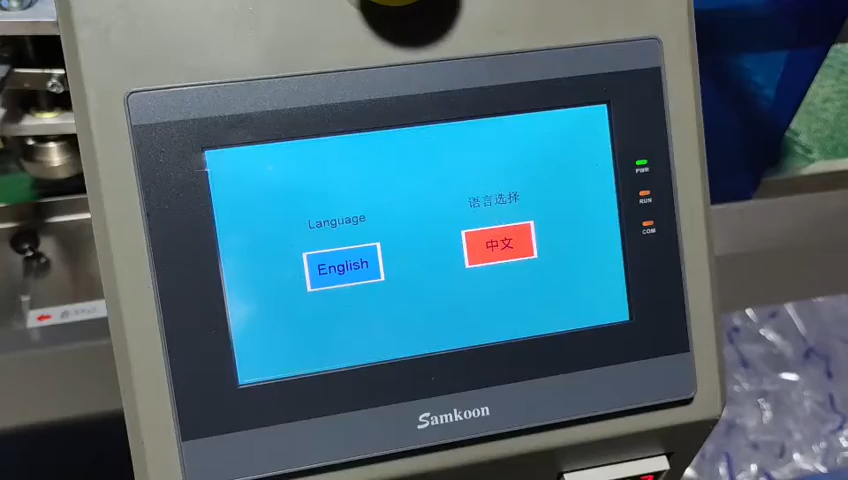 Language
语言选择
English
中文
PWR
RUN
COM
Samkoon